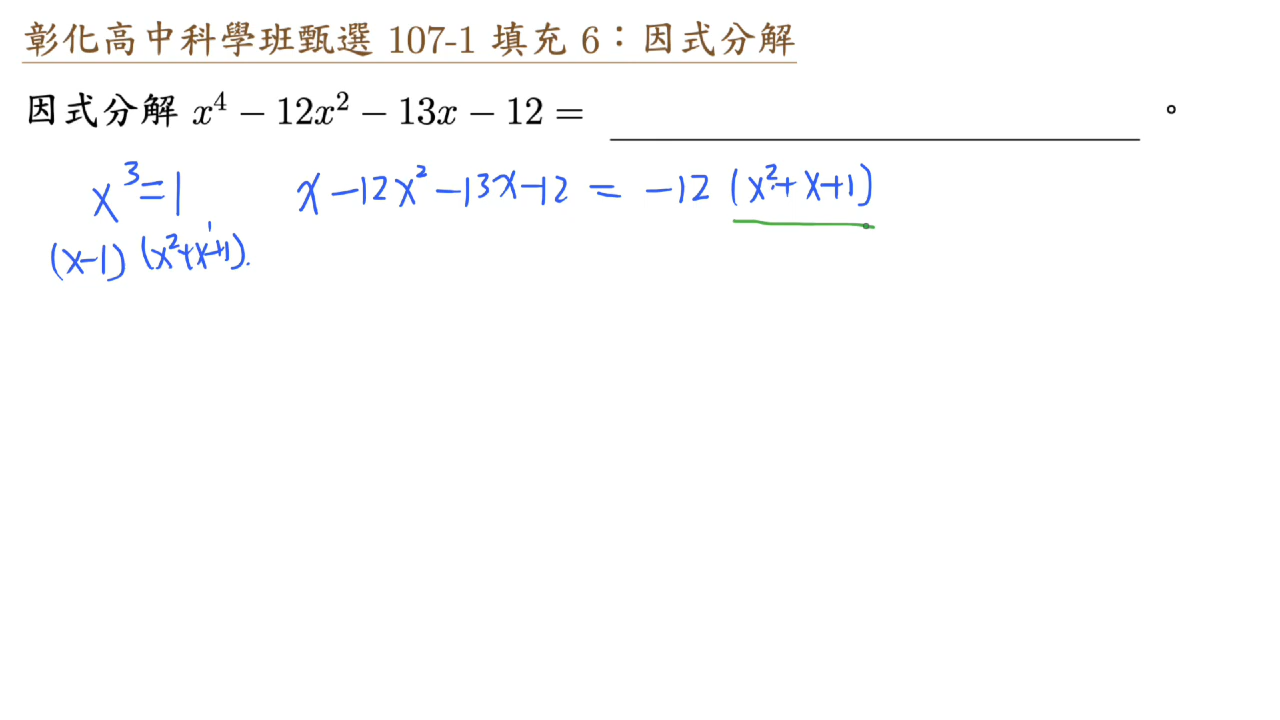 彰化高中科學班甄選 107-1 填充 6：因式分解
因式分解 x⁴ − 12x² − 13x − 12 = ____________ 。
x³=1    x−12x²−13x−12 = −12 (x²+x+1)
(x−1) (x²+x+1).